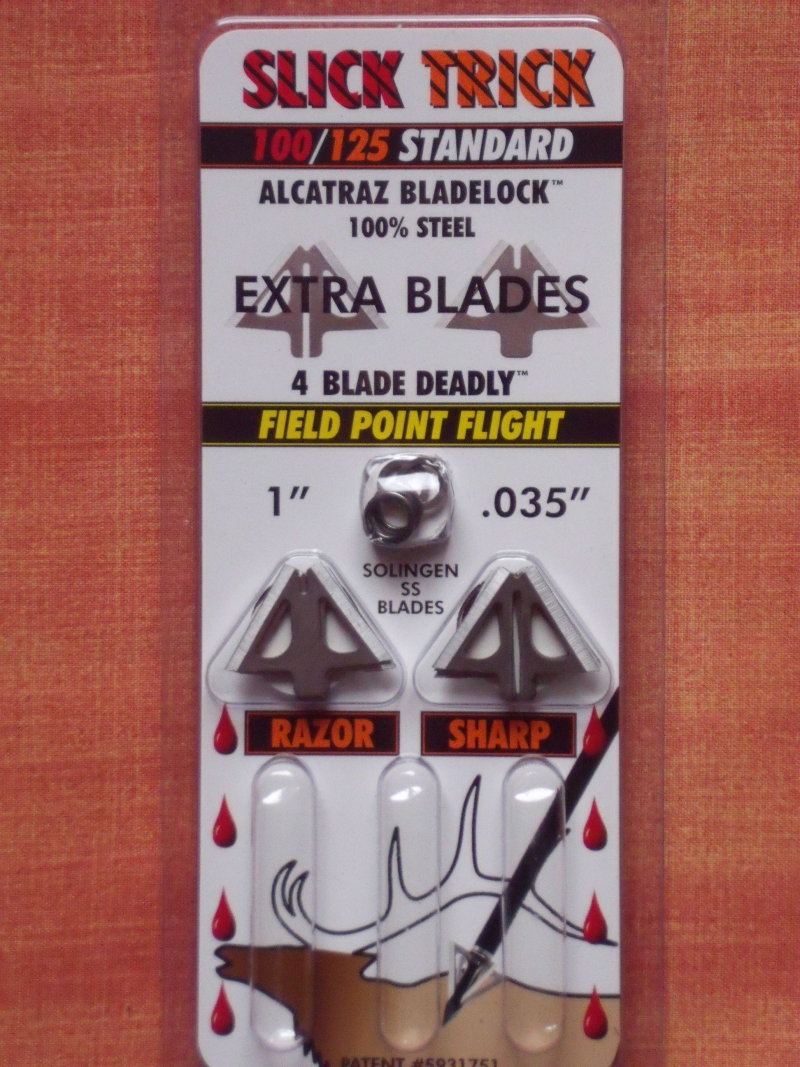 SLICK TRICK
100/125 STANDARD
ALCATRAZ BLADELOCK™
100% STEEL
EXTRA BLADES
4 BLADE DEADLY™
FIELD POINT FLIGHT
1” .035”
SOLINGEN
SS
BLADES
RAZOR SHARP
PATENT #5931751